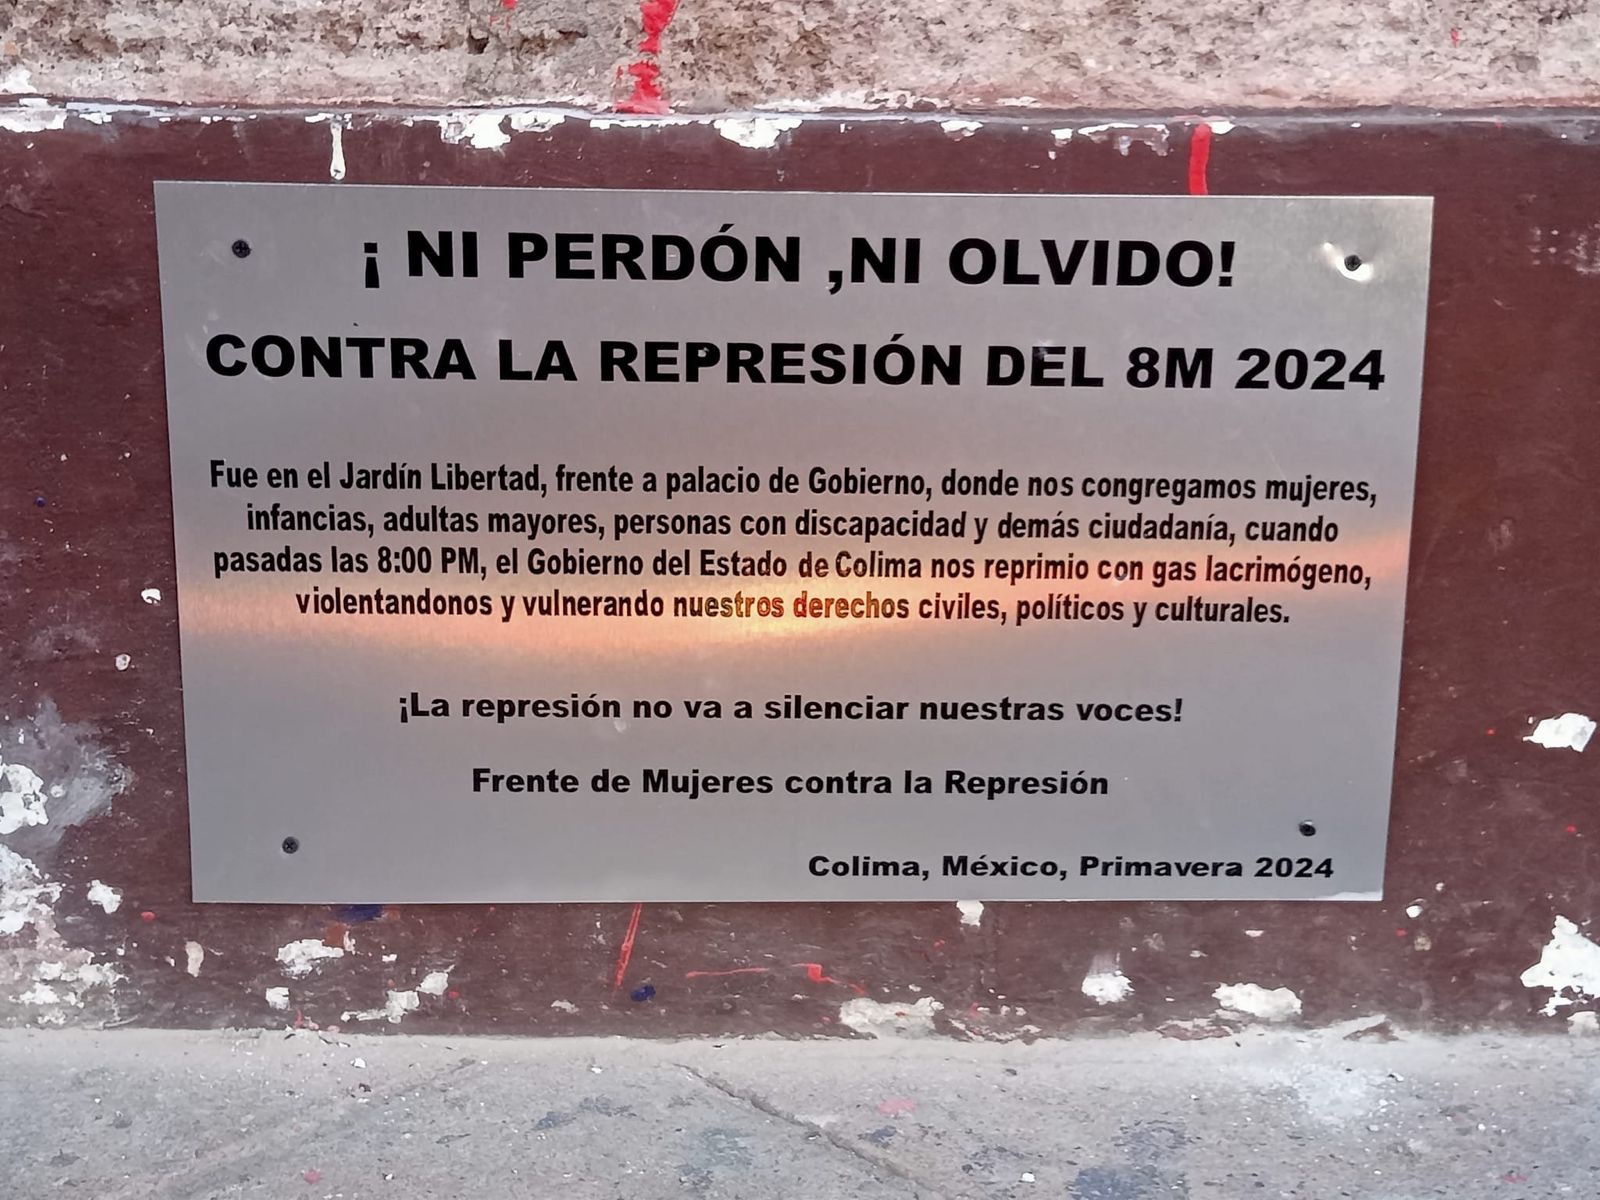 ¡ NI PERDÓN ,NI OLVIDO!
CONTRA LA REPRESIÓN DEL 8M 2024
Fue en el Jardín Libertad, frente a palacio de Gobierno, donde nos congregamos mujeres,
infancias, adultas mayores, personas con discapacidad y demás ciudadanía, cuando
pasadas las 8:00 PM, el Gobierno del Estado de Colima nos reprimio con gas lacrimógeno,
violentandonos y vulnerando nuestros derechos civiles, políticos y culturales.
¡La represión no va a silenciar nuestras voces!
Frente de Mujeres contra la Represión
Colima, México, Primavera 2024